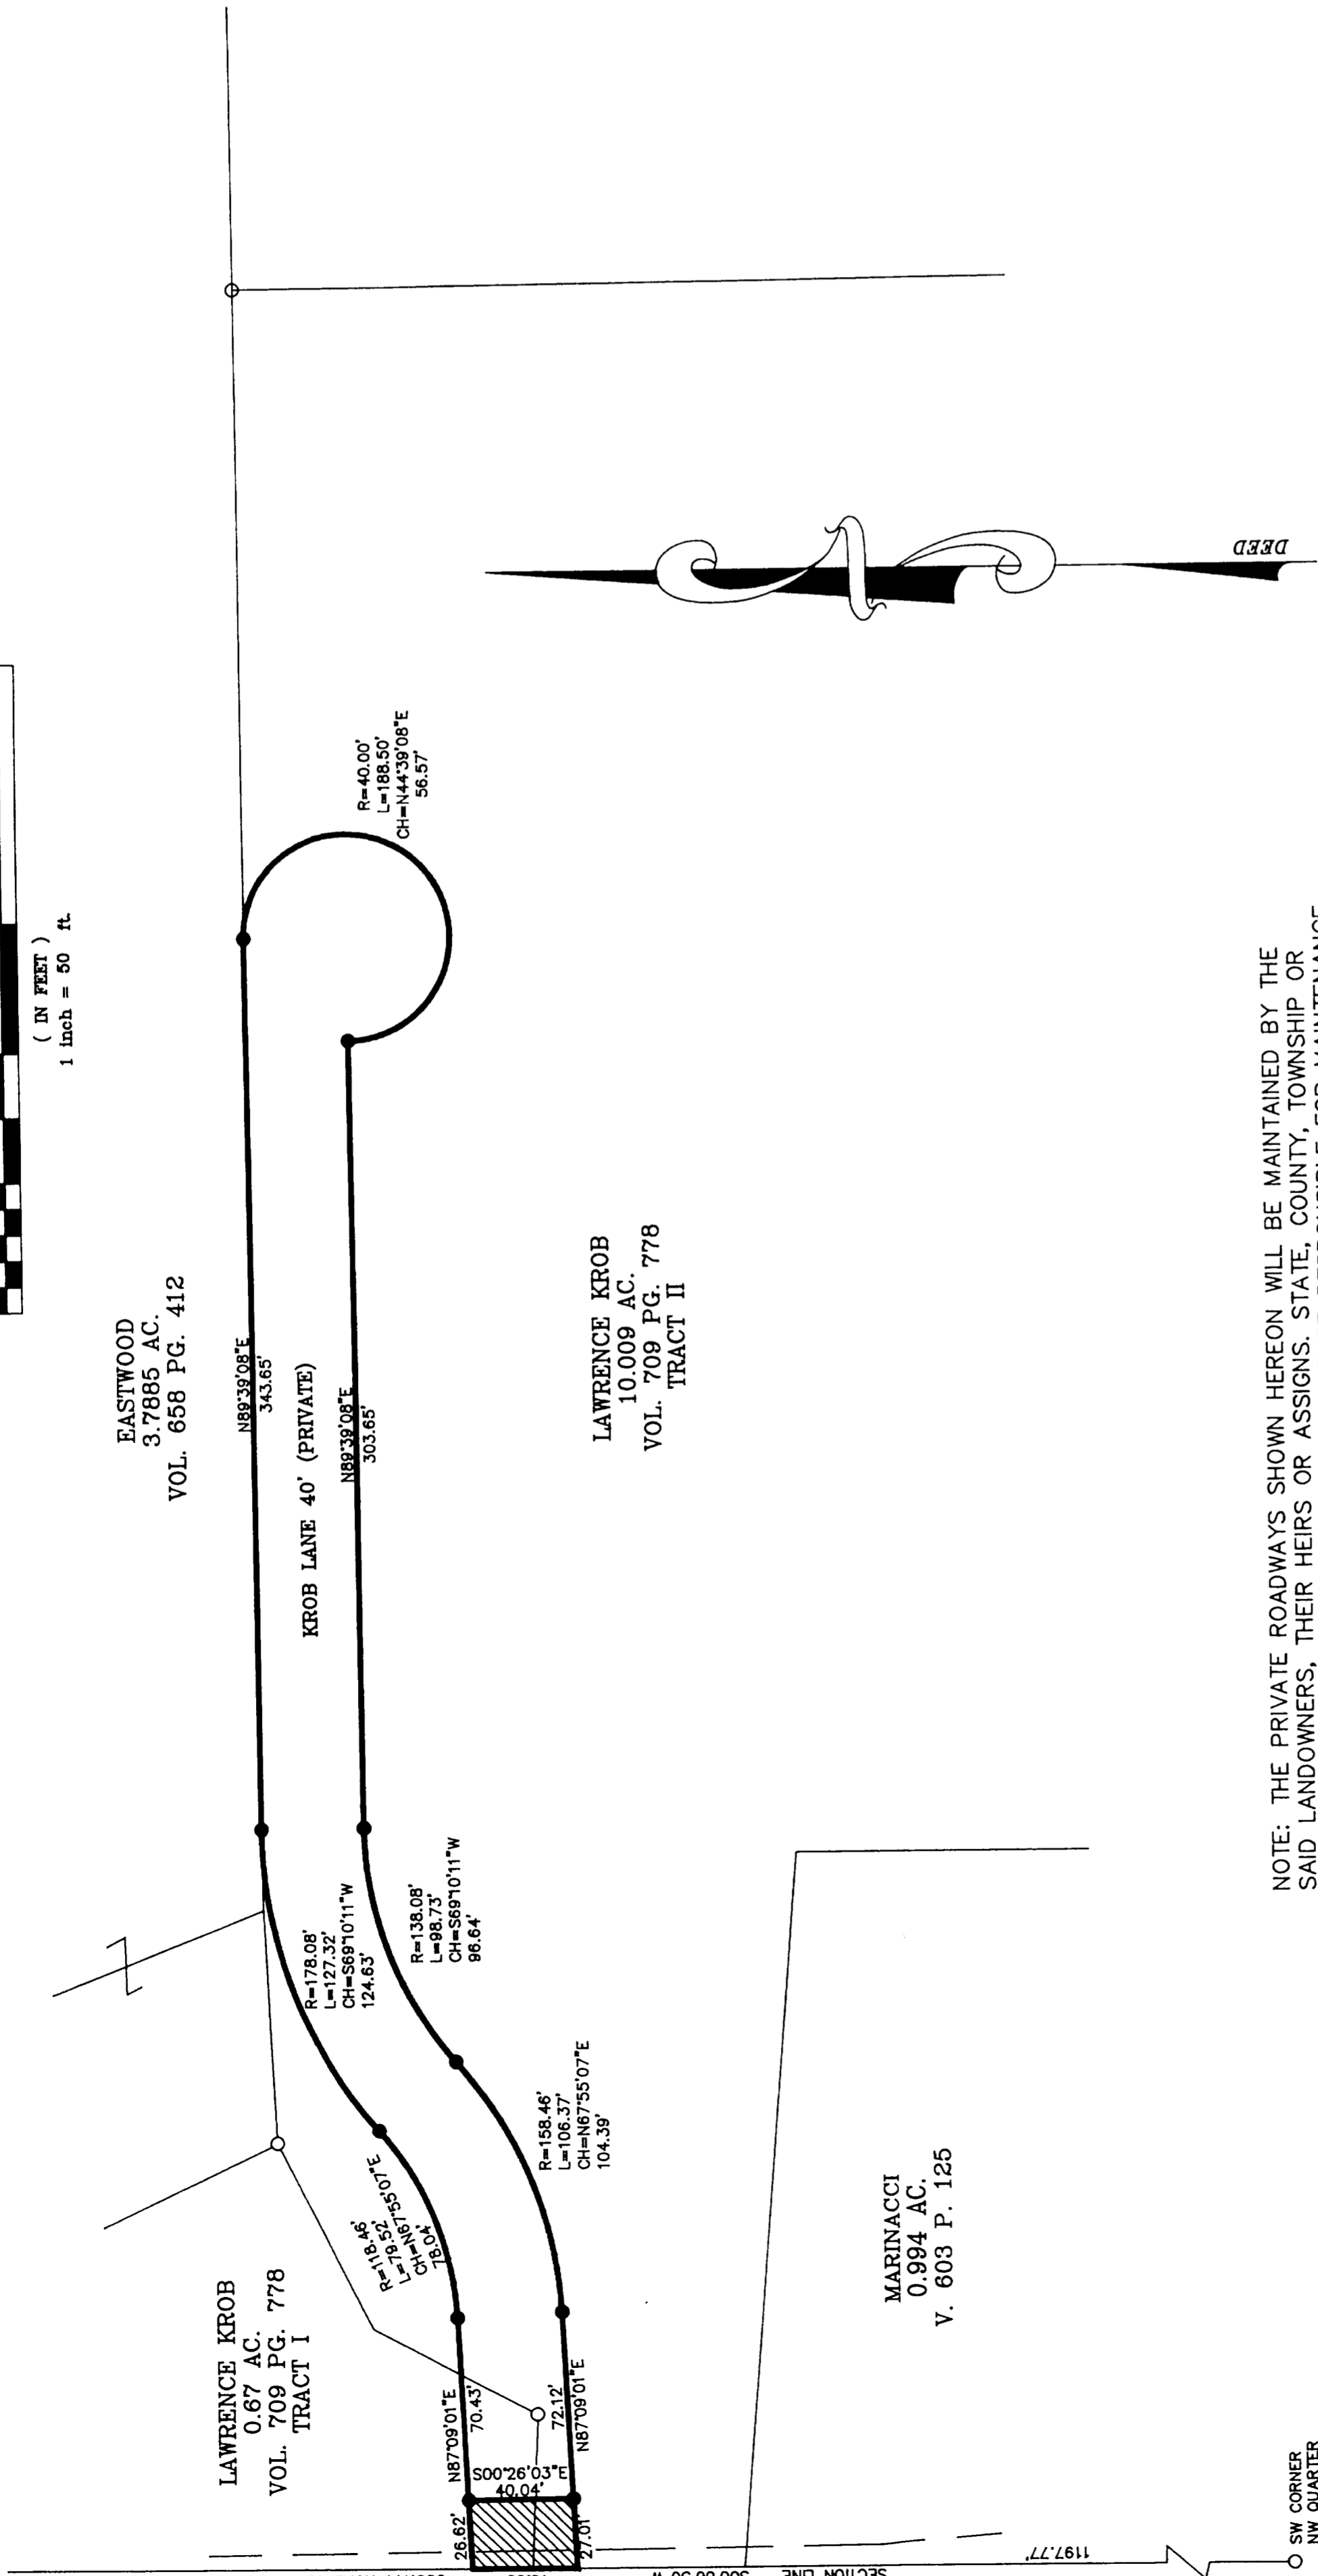 ( IN FEET )
1 inch = 50 ft.
EASTWOOD
3.7885 AC.
VOL. 658 PG. 412
N89°39'08"E
343.65'
KROB LANE 40' (PRIVATE)
N89°39'08"E
303.65'
R=40.00'
L=188.50'
CH=N44°39'08"E
56.57'
LAWRENCE KROB
10.009 AC.
VOL. 709 PG. 778
TRACT II
DEED
R=178.08'
L=127.32'
CH=S69°10'11"W
124.63'
R=138.08'
L=98.73'
CH=S69°10'11"W
96.64'
R=118.46'
L=79.52'
CH=N67°55'07"E
78.04'
R=158.46'
L=106.37'
CH=N67°55'07"E
104.39'
LAWRENCE KROB
0.67 AC.
VOL. 709 PG. 778
TRACT I
N87°09'01"E
70.43'
S00°26'03"E
40.04'
72.12'
N87°09'01"E
26.62'
27.01'
MARINACCI
0.994 AC.
V. 603 P. 125
SECTION LINE
1197.77'
SW CORNER
NW QUARTER
NOTE: THE PRIVATE ROADWAYS SHOWN HEREON WILL BE MAINTAINED BY THE
SAID LANDOWNERS, THEIR HEIRS OR ASSIGNS. STATE, COUNTY, TOWNSHIP OR
FOR MAINTENANCE